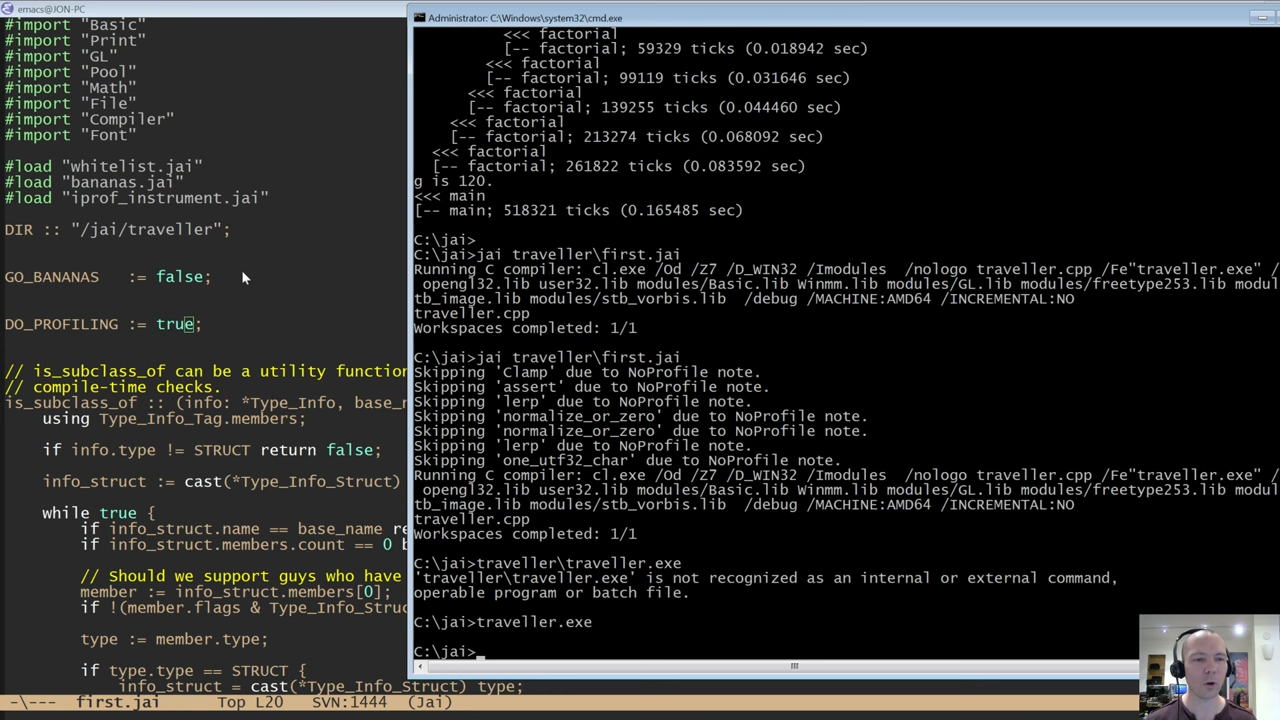 emacs@JON-PC
#import "Basic"
#import "Print"
#import "GL"
#import "Pool"
#import "Math"
#import "File"
#import "Compiler"
#import "Font"
#load "whitelist.jai"
#load "bananas.jai"
#load "iprof_instrument.jai"
DIR :: "/jai/traveller";
GO_BANANAS   := false;
DO_PROFILING := true;
// is_subclass_of can be a utility function
// compile-time checks.
is_subclass_of :: (info: *Type_Info, base_n
using Type_Info_Tag.members;
if info.type != STRUCT return false;
info_struct := cast(*Type_Info_Struct)
while true {
if info_struct.name == base_name re
if info_struct.members.count == 0 b
// Should we support guys who have
member := info_struct.members[0];
if !(member.flags & Type_Info_Stru
type := member.type;
if type.type == STRUCT {
info_struct = cast(*Type_Info_Struct) type;
-\---  first.jai      Top L20   SVN:1444  (Jai)
Administrator: C:\Windows\system32\cmd.exe
<<< factorial
[-- factorial; 59329 ticks (0.018942 sec)
<<< factorial
[-- factorial; 99119 ticks (0.031646 sec)
<<< factorial
[-- factorial; 139255 ticks (0.044460 sec)
<<< factorial
[-- factorial; 213274 ticks (0.068092 sec)
<<< factorial
[-- factorial; 261822 ticks (0.083592 sec)
g is 120.
<<< main
[-- main; 518321 ticks (0.165485 sec)
C:\jai>
C:\jai>jai traveller\first.jai
Running C compiler: cl.exe /Od /Z7 /D_WIN32 /Imodules  /nologo traveller.cpp /Fe"traveller.exe" /
opengl32.lib user32.lib modules/Basic.lib Winmm.lib modules/GL.lib modules/freetype253.lib modul
tb_image.lib modules/stb_vorbis.lib  /debug /MACHINE:AMD64 /INCREMENTAL:NO
traveller.cpp
Workspaces completed: 1/1
C:\jai>jai traveller\first.jai
Skipping 'clamp' due to NoProfile note.
Skipping 'assert' due to NoProfile note.
Skipping 'lerp' due to NoProfile note.
Skipping 'normalize_or_zero' due to NoProfile note.
Skipping 'normalize_or_zero' due to NoProfile note.
Skipping 'lerp' due to NoProfile note.
Skipping 'one_utf32_char' due to NoProfile note.
Running C compiler: cl.exe /Od /Z7 /D_WIN32 /Imodules  /nologo traveller.cpp /Fe"traveller.exe" /
opengl32.lib user32.lib modules/Basic.lib Winmm.lib modules/GL.lib modules/freetype253.lib modul
tb_image.lib modules/stb_vorbis.lib  /debug /MACHINE:AMD64 /INCREMENTAL:NO
traveller.cpp
Workspaces completed: 1/1
C:\jai>traveller\traveller.exe
'traveller\traveller.exe' is not recognized as an internal or external command,
operable program or batch file.
C:\jai>traveller.exe
C:\jai>